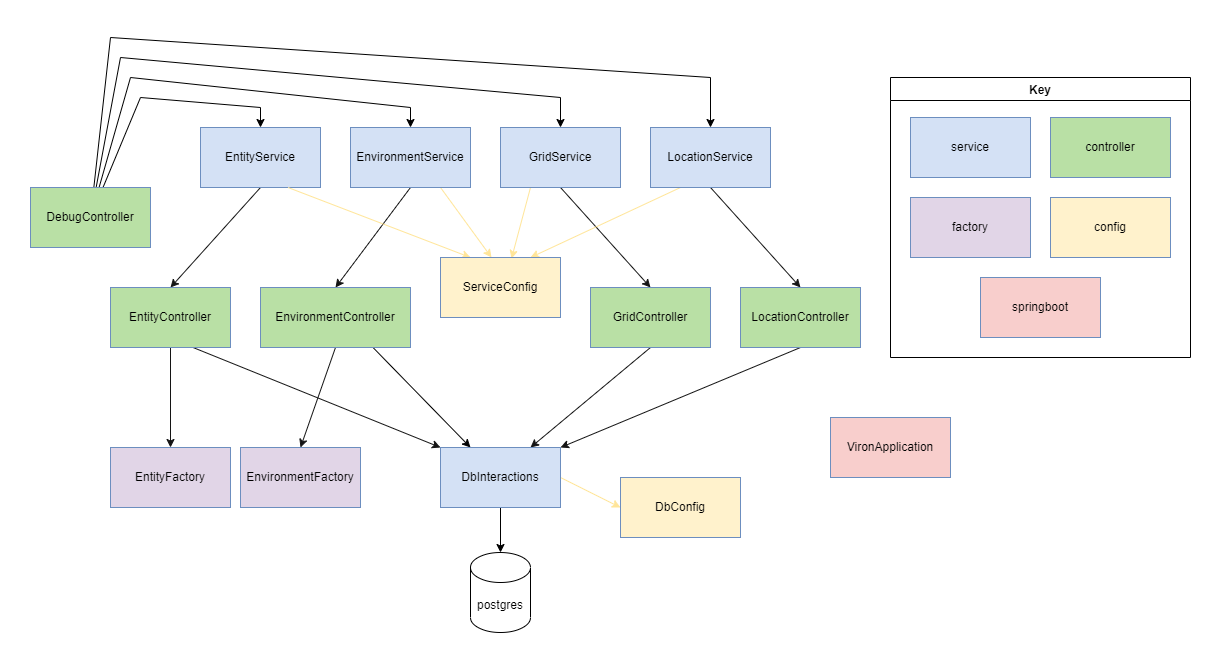 Key
service
controller
EntityService
EnvironmentService
GridService
LocationService
DebugController
factory
config
ServiceConfig
springboot
EntityController
EnvironmentController
GridController
LocationController
VironApplication
EntityFactory
EnvironmentFactory
DbInteractions
DbConfig
postgres